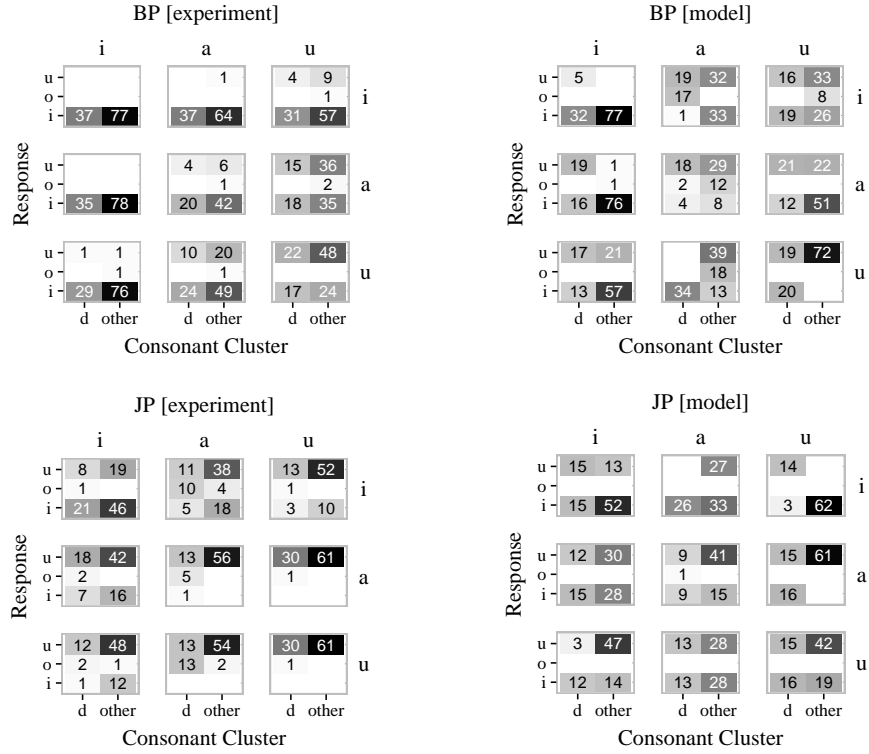 BP [experiment]
i a u
u 1 4 9
o 1 i
i 37 77 37 64 31 57
u 4 6 15 36
o 1 2 a
i 35 78 20 42 18 35
u 1 1 10 20 22 48
o 1 1 u
i 29 76 24 49 17 24
d other d other d other
Consonant Cluster
Response
BP [model]
i a u
u 5 19 32 16 33
o 17 8 i
i 32 77 1 33 19 26
u 19 1 18 29 21 22
o 1 2 12 a
i 16 76 4 8 12 51
u 17 21 39 19 72
o 18 u
i 13 57 34 13 20
d other d other d other
Consonant Cluster
Response
JP [experiment]
i a u
u 8 19 11 38 13 52
o 1 10 4 1 i
i 21 46 5 18 3 10
u 18 42 13 56 30 61
o 2 5 1 a
i 7 16 1
u 12 48 13 54 30 61
o 2 1 13 2 1 u
i 1 12
d other d other d other
Consonant Cluster
Response
JP [model]
i a u
u 15 13 27 14
o i
i 15 52 26 33 3 62
u 12 30 9 41 15 61
o 1 a
i 15 28 9 15 16
u 3 47 13 28 15 42
o u
i 12 14 13 28 16 19
d other d other d other
Consonant Cluster
Response